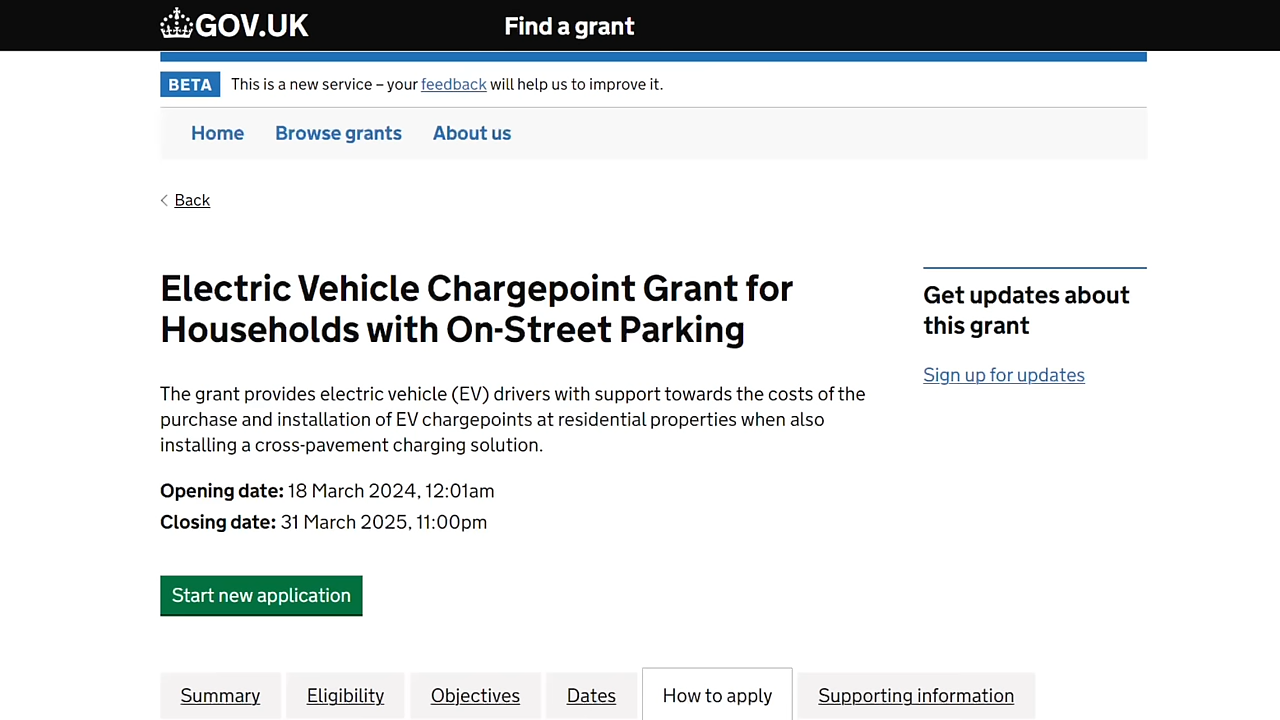 GOV.UK
Find a grant
BETA This is a new service – your feedback will help us to improve it.
Home Browse grants About us
Back
Electric Vehicle Chargepoint Grant for
Households with On-Street Parking
The grant provides electric vehicle (EV) drivers with support towards the costs of the
purchase and installation of EV chargepoints at residential properties when also
installing a cross-pavement charging solution.
Opening date: 18 March 2024, 12:01am
Closing date: 31 March 2025, 11:00pm
Start new application
Get updates about
this grant
Sign up for updates
Summary Eligibility Objectives Dates How to apply Supporting information